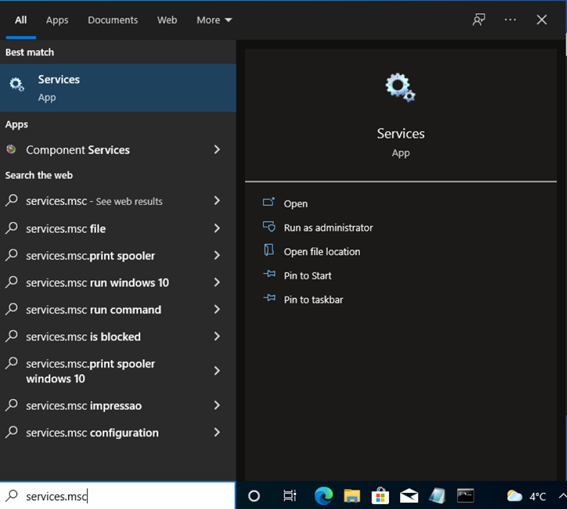 All Apps Documents Web More
Best match
Services
App
Apps
Component Services
Search the web
services.msc - See web results
services.msc file
services.msc.print spooler
services.msc run windows 10
services.msc run command
services.msc is blocked
services.msc.print spooler
windows 10
services.msc impressao
services.msc configuration
Services
App
Open
Run as administrator
Open file location
Pin to Start
Pin to taskbar
services.msc
4°C